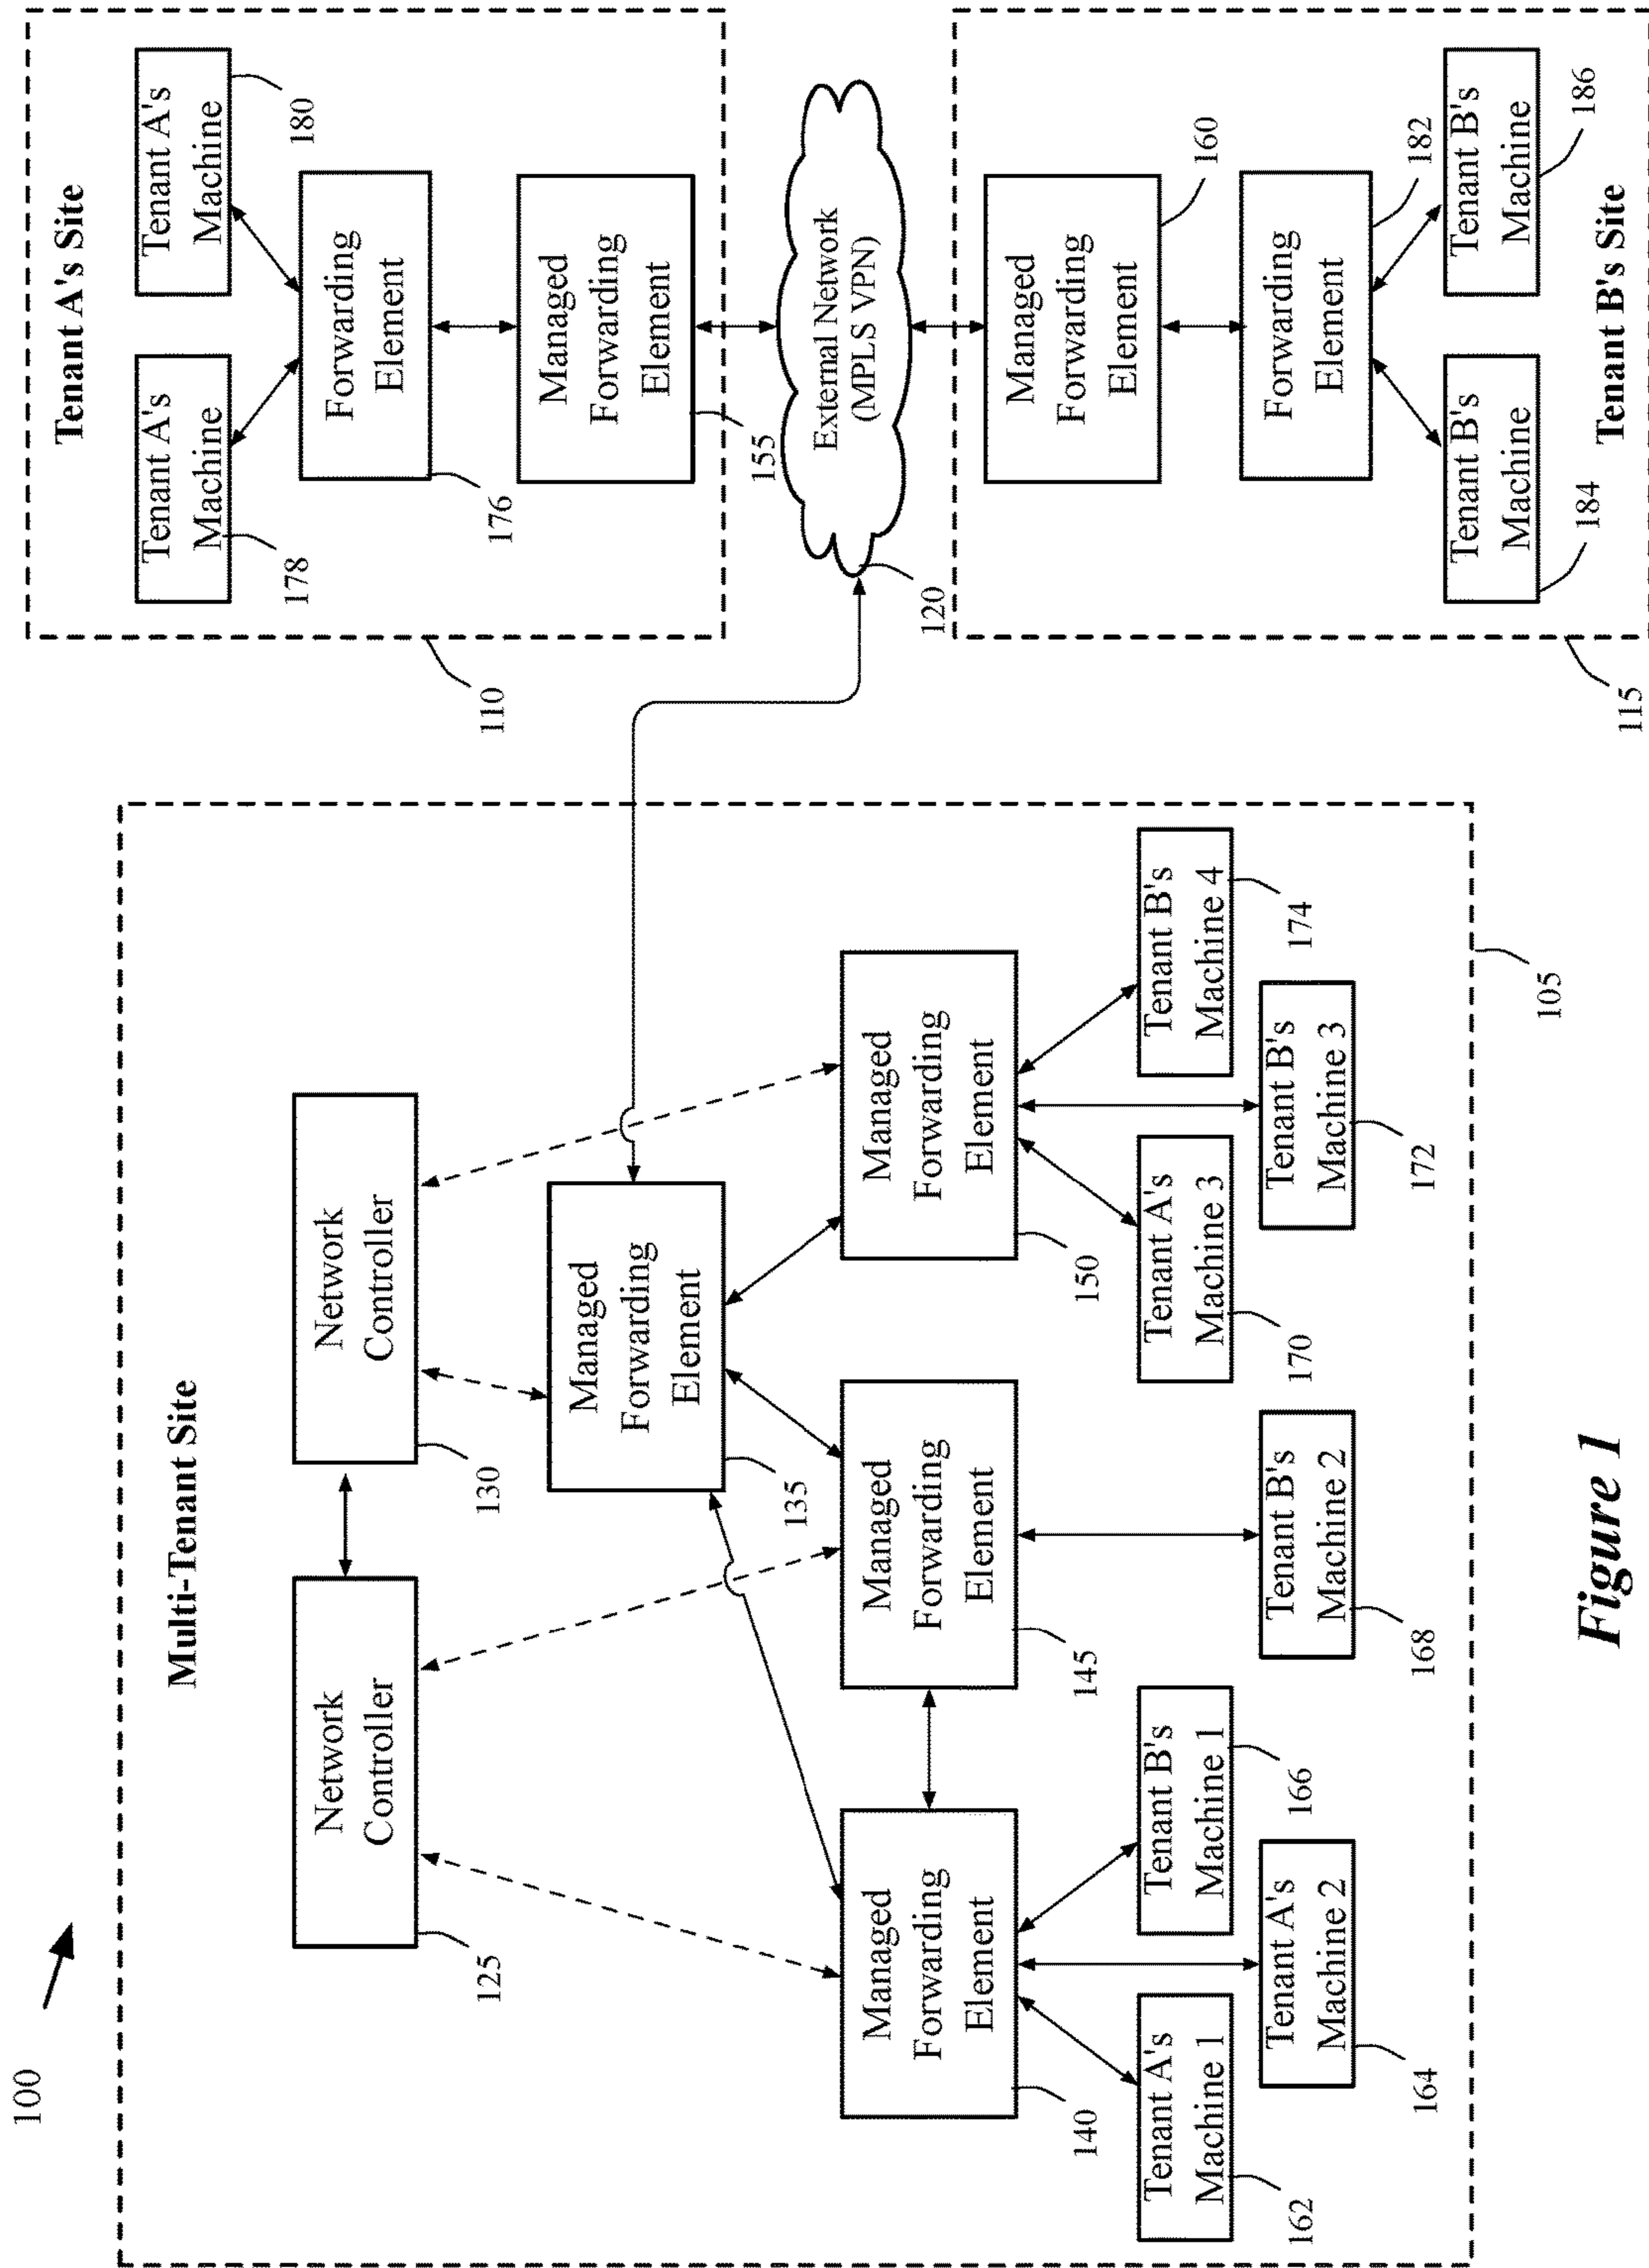 100
Multi-Tenant Site
Network
Controller
125
Network
Controller
130
Managed
Forwarding
Element
135
Managed
Forwarding
Element
140
Managed
Forwarding
Element
145
Managed
Forwarding
Element
150
Tenant A's
Machine 1
162
Tenant A's
Machine 2
164
Tenant B's
Machine 1
166
Tenant B's
Machine 2
168
Tenant A's
Machine 3
170
Tenant B's
Machine 3
172
Tenant B's
Machine 4
174
105
Tenant A's Site
Tenant A's
Machine
178
Tenant A's
Machine
180
Forwarding
Element
176
Managed
Forwarding
Element
155
110
External Network
(MPLS VPN)
120
Managed
Forwarding
Element
160
Forwarding
Element
182
Tenant B's
Machine
184
Tenant B's
Machine
186
Tenant B's Site
115
Figure 1